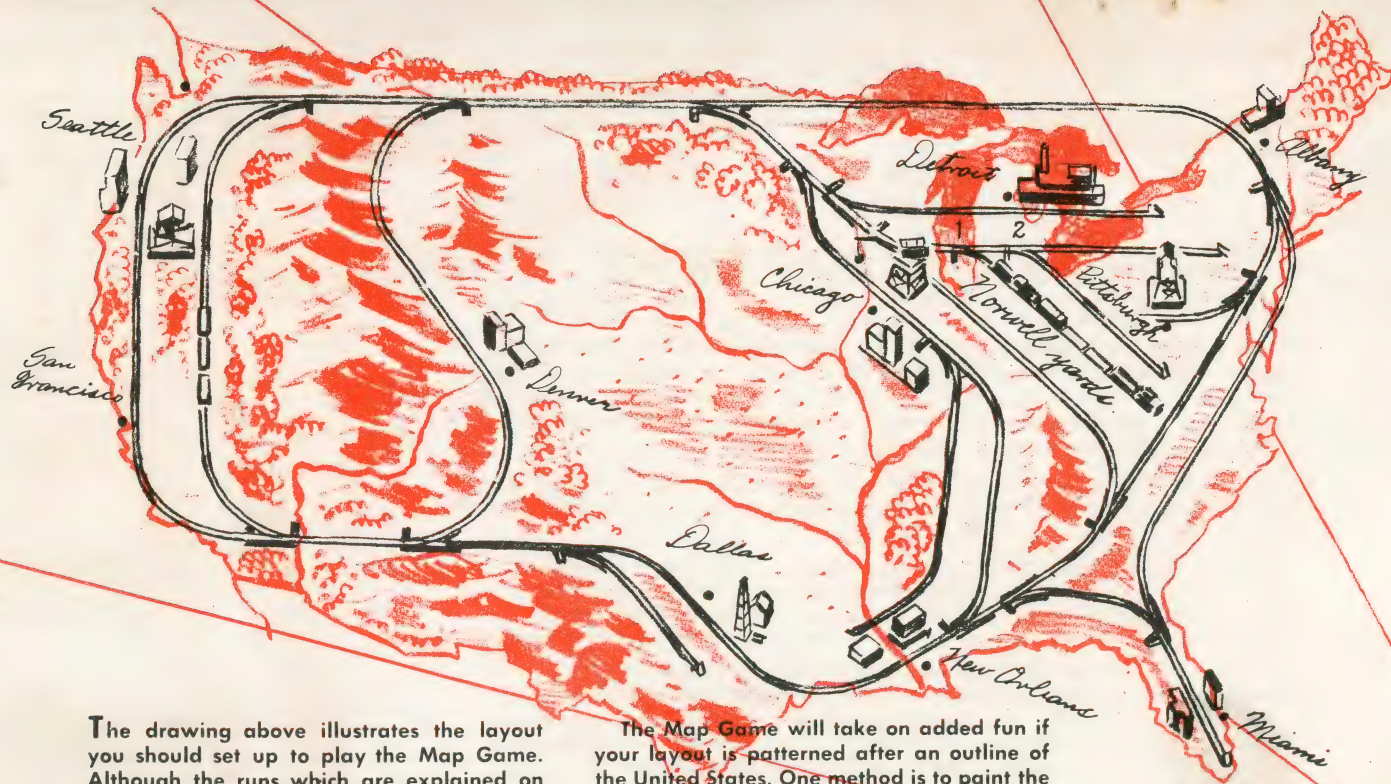 Seattle
San
Francisco
Denver
Dallas
Chicago
Detroit
1
2
Norwell yards
Pittsburgh
Albany
New Orleans
Miami
The drawing above illustrates the layout
you should set up to play the Map Game.
Although the runs which are explained on
The Map Game will take on added fun if
your layout is patterned after an outline of
the United States. One method is to paint the